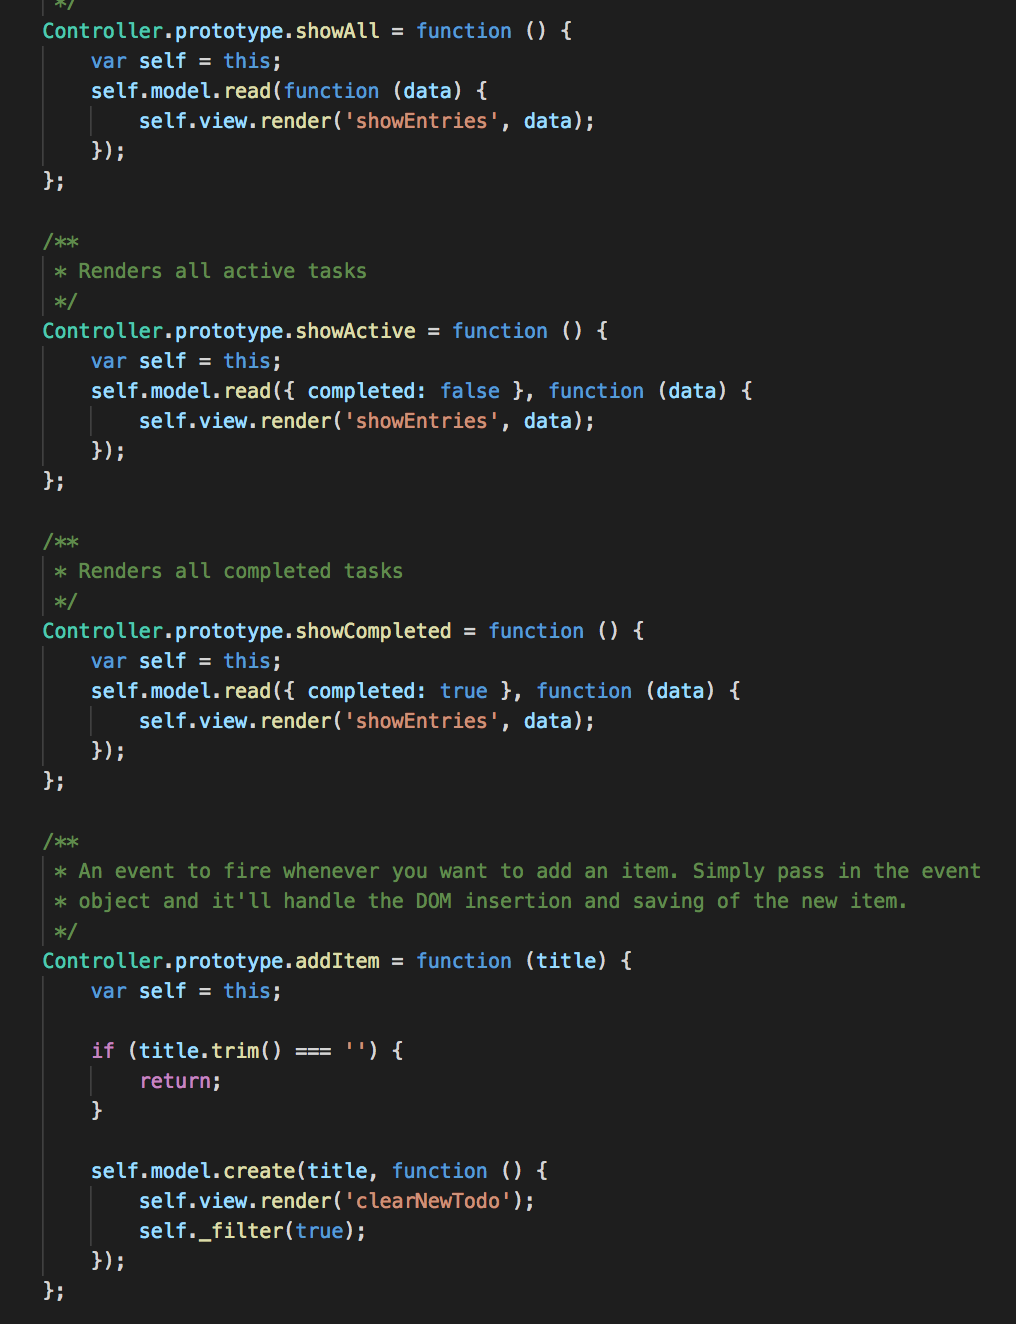 */
Controller.prototype.showAll = function () {
    var self = this;
    self.model.read(function (data) {
        self.view.render('showEntries', data);
    });
};

/**
 * Renders all active tasks
 */
Controller.prototype.showActive = function () {
    var self = this;
    self.model.read({ completed: false }, function (data) {
        self.view.render('showEntries', data);
    });
};

/**
 * Renders all completed tasks
 */
Controller.prototype.showCompleted = function () {
    var self = this;
    self.model.read({ completed: true }, function (data) {
        self.view.render('showEntries', data);
    });
};

/**
 * An event to fire whenever you want to add an item. Simply pass in the event
 * object and it'll handle the DOM insertion and saving of the new item.
 */
Controller.prototype.addItem = function (title) {
    var self = this;

    if (title.trim() === '') {
        return;
    }

    self.model.create(title, function () {
        self.view.render('clearNewTodo');
        self._filter(true);
    });
};